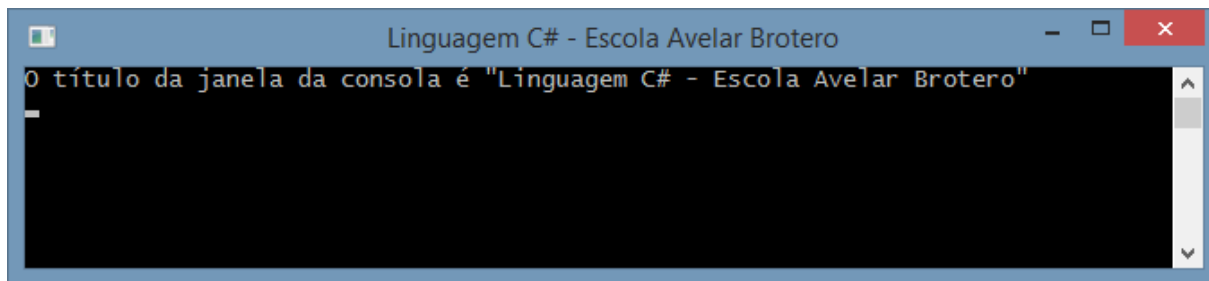 Linguagem C# - Escola Avelar Brotero
O título da janela da consola é "Linguagem C# - Escola Avelar Brotero"